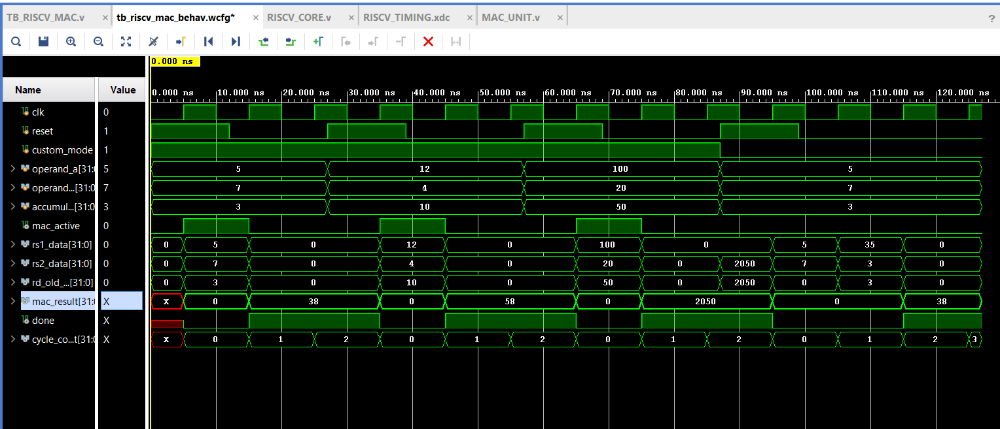 TB_RISCV_MAC.v × tb_riscv_mac_behav.wcfg* × RISCV_CORE.v × RISCV_TIMING.xdc × MAC_UNIT.v × ?
0.000 ns
Name Value
0.000 ns 10.000 ns 20.000 ns 30.000 ns 40.000 ns 50.000 ns 60.000 ns 70.000 ns 80.000 ns 90.000 ns 100.000 ns 110.000 ns 120.000 ns
clk 0
reset 1
custom_mode 1
operand_a[31:0 5 5 12 100 5
operand...[31:0 7 7 4 20 7
accumul...[31:0 3 3 10 50 3
mac_active 0
rs1_data[31:0] 0 0 5 0 12 0 100 0 5 35 0
rs2_data[31:0] 0 0 7 0 4 0 20 0 2050 7 3 0
rd_old_...[31:0] 0 0 3 0 10 0 50 0 2050 0 3 0
mac_result[31:0 X X 0 38 0 58 0 2050 0 38
done X
cycle_co...t[31:0 X X 0 1 2 0 1 2 0 1 2 0 1 2 3